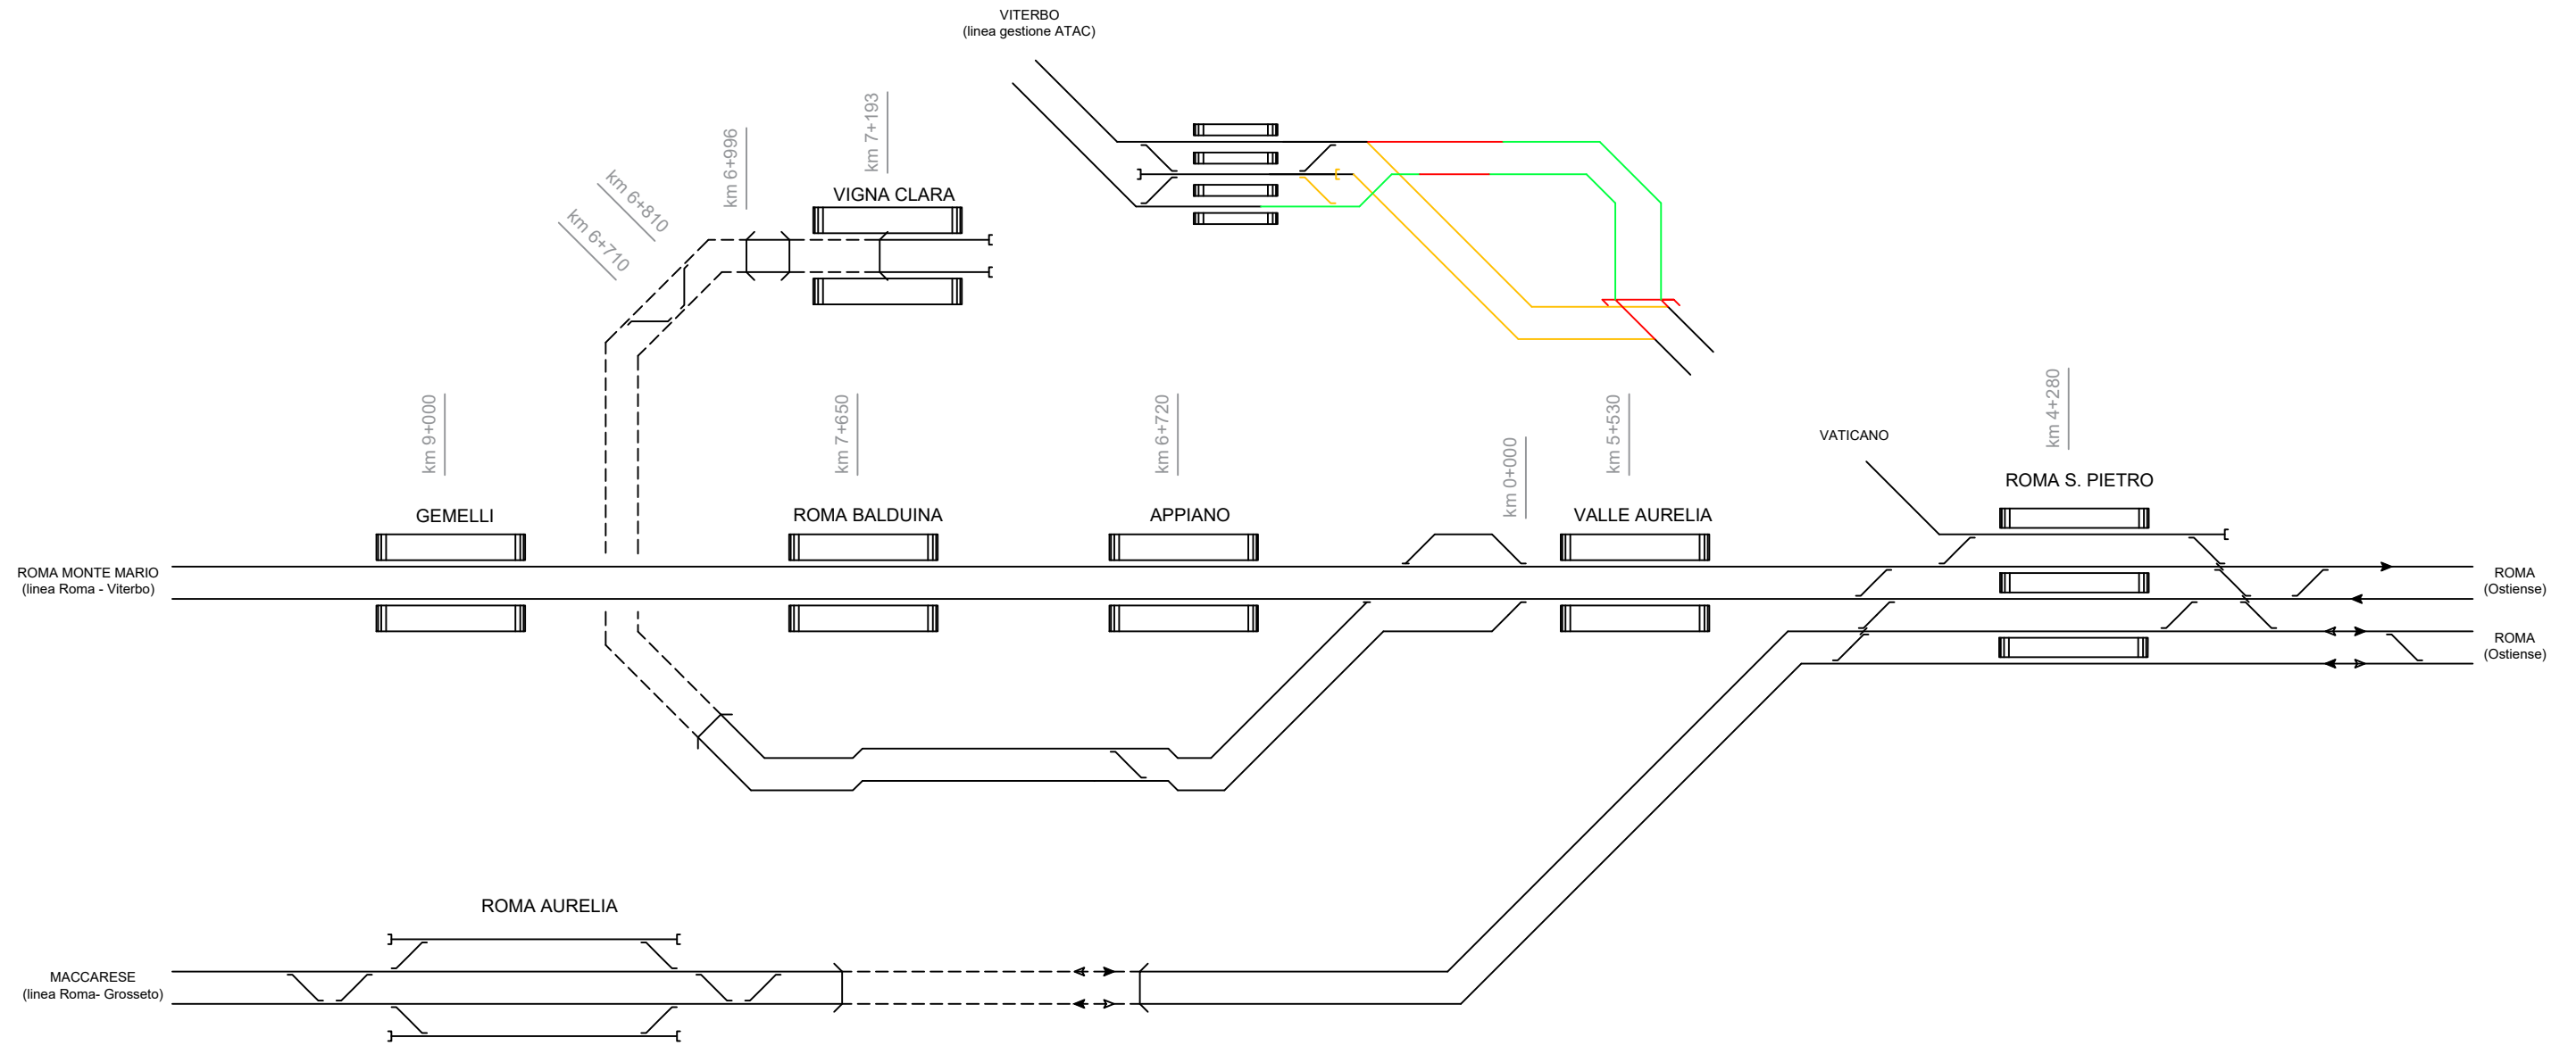 VITERBO
(linea gestione ATAC)
km 7+193
km 6+996
km 6+810
km 6+710
VIGNA CLARA
km 9+000
km 7+650
km 6+720
km 0+000
km 5+530
km 4+280
VATICANO
ROMA S. PIETRO
GEMELLI
ROMA BALDUINA
APPIANO
VALLE AURELIA
ROMA MONTE MARIO
(linea Roma - Viterbo)
ROMA
(Ostiense)
ROMA
(Ostiense)
ROMA AURELIA
MACCARESE
(linea Roma- Grosseto)